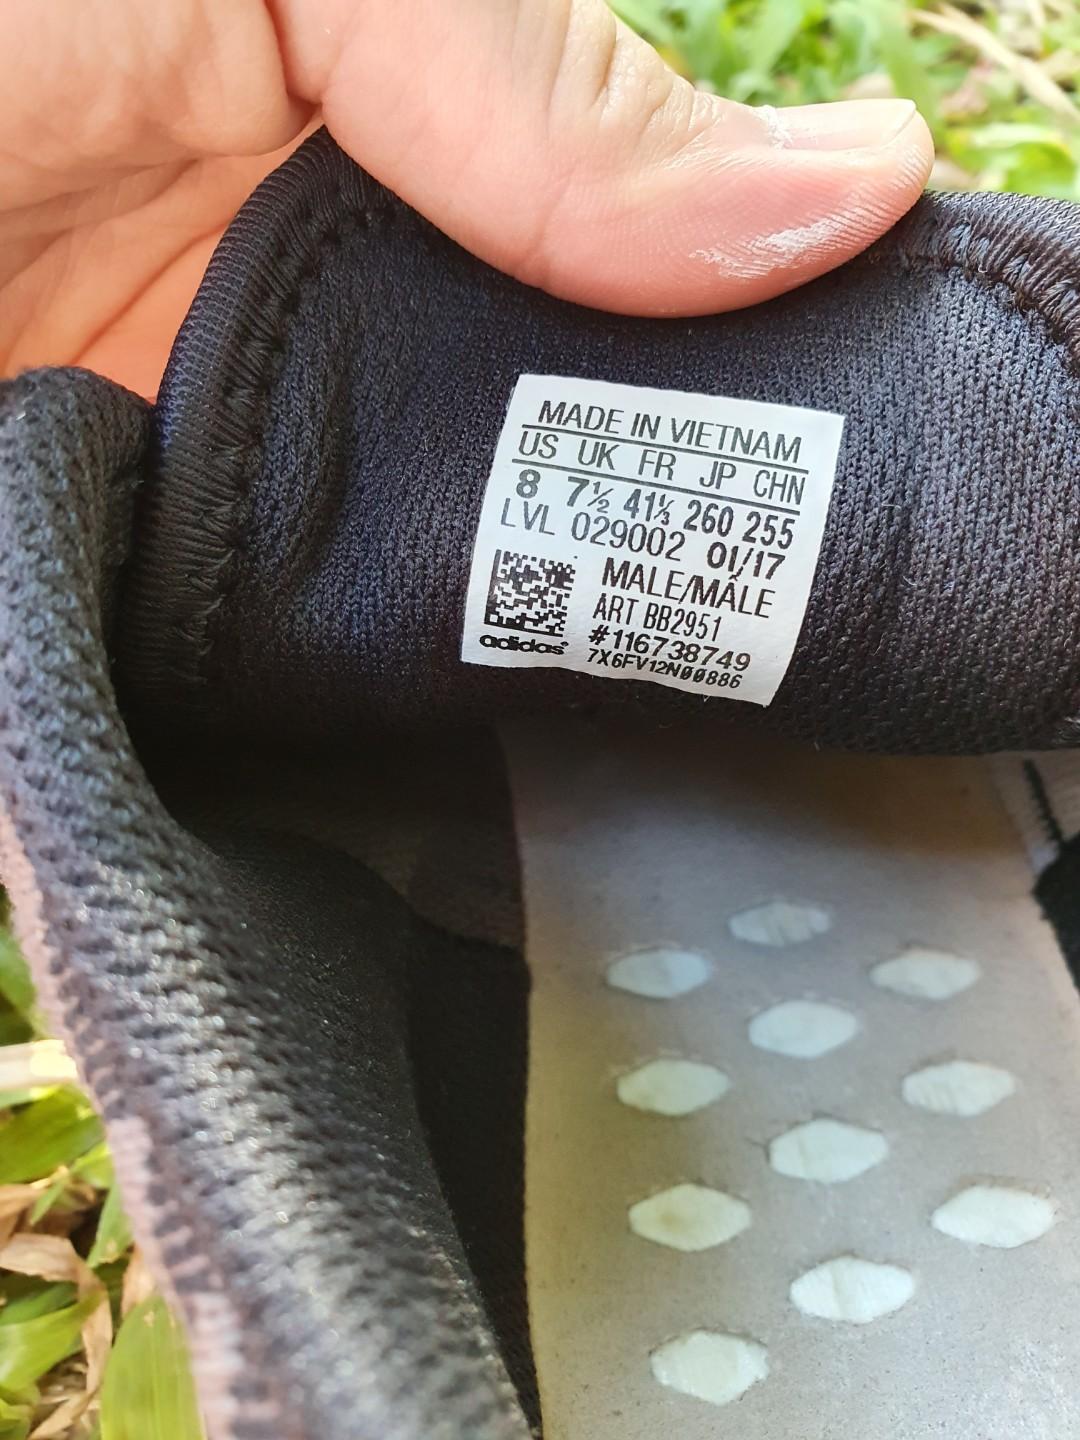 MADE IN VIETNAM
US UK FR JP CHN
8 7½ 41⅓ 260 255
LVL 029002 01/17
MALE/MÂLE
ART BB2951
#116738749
7X6FV12N00886
adidas